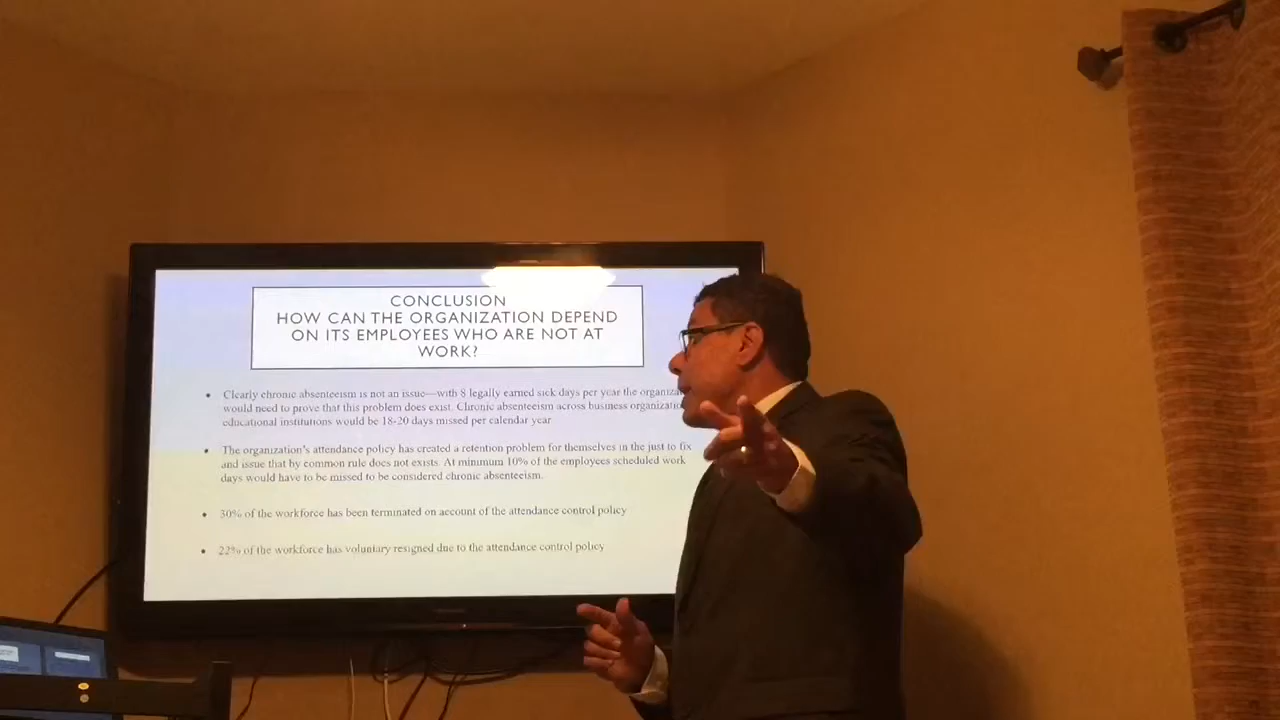 CONCLUSION
HOW CAN THE ORGANIZATION DEPEND
ON ITS EMPLOYEES WHO ARE NOT AT
WORK?
• Clearly chronic absenteeism is not an issue—with 8 legally earned sick days per year the
would need to prove that this problem does exist. Chronic absenteeism across business
educational institutions would be 18-20 days missed per calendar year
• The organization's attendance policy has created a retention problem for themselves in the just to fix
and issue that by common rule does not exists. At minimum 10% of the employees scheduled work
days would have to be missed to be considered chronic absenteeism.
• 30% of the workforce has been terminated on account of the attendance control policy
• 22% of the workforce has voluntary resigned due to the attendance control policy